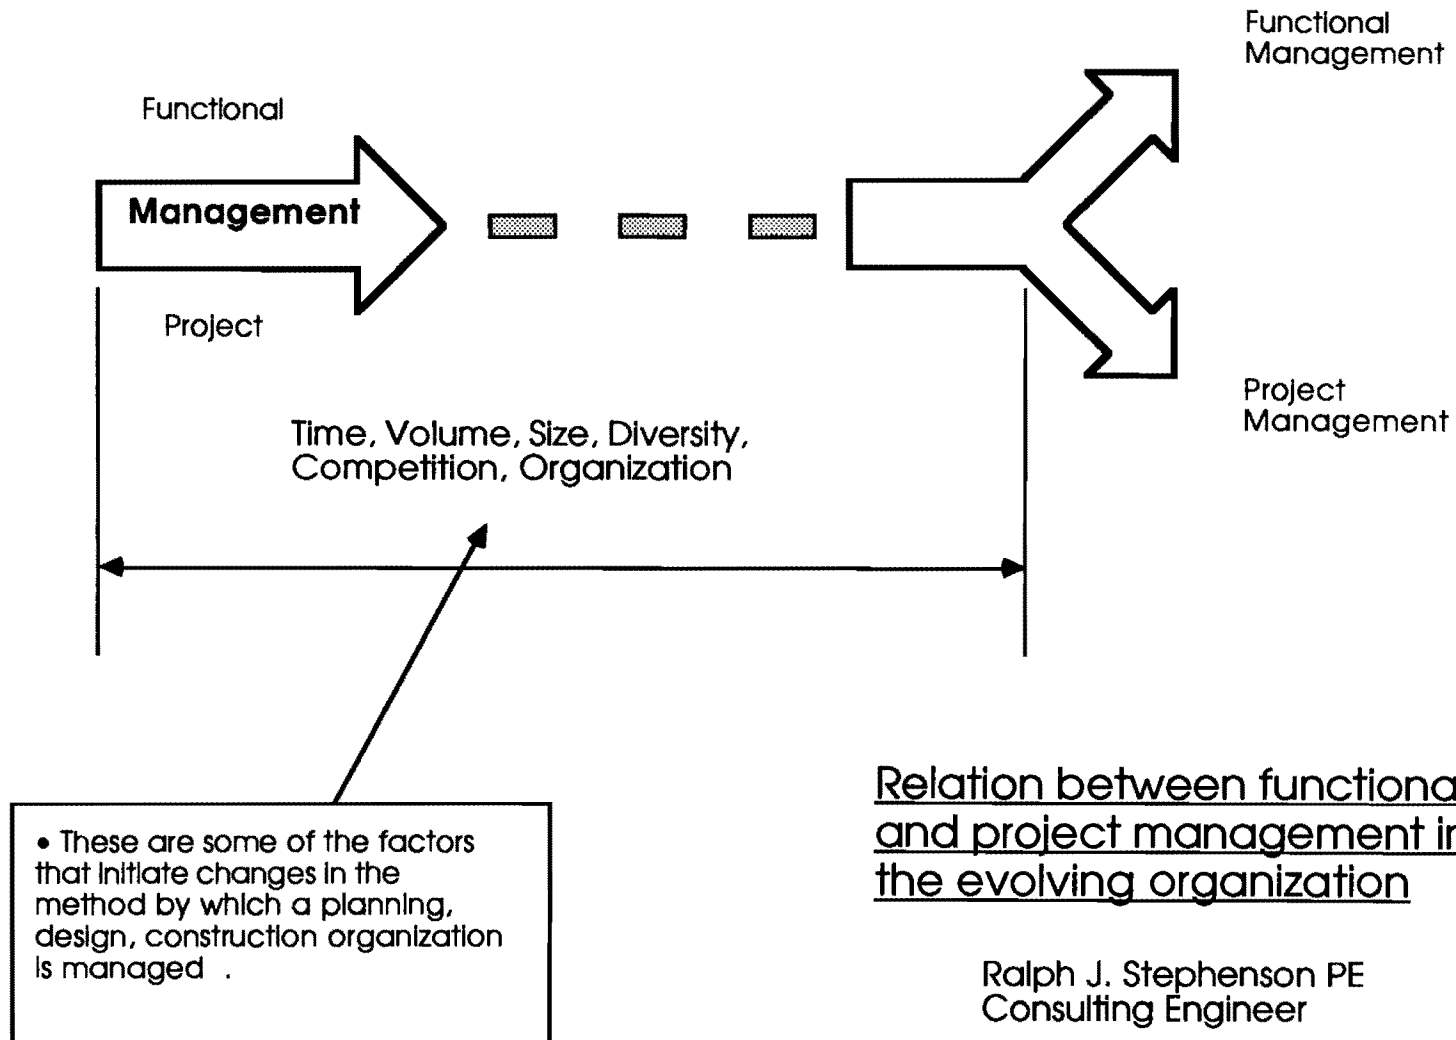 Functional
Management
Functional
Management
Project
Project
Management
Time, Volume, Size, Diversity,
Competition, Organization
• These are some of the factors
that initiate changes in the
method by which a planning,
design, construction organization
is managed .
Relation between functiona
and project management in
the evolving organization
Ralph J. Stephenson PE
Consulting Engineer